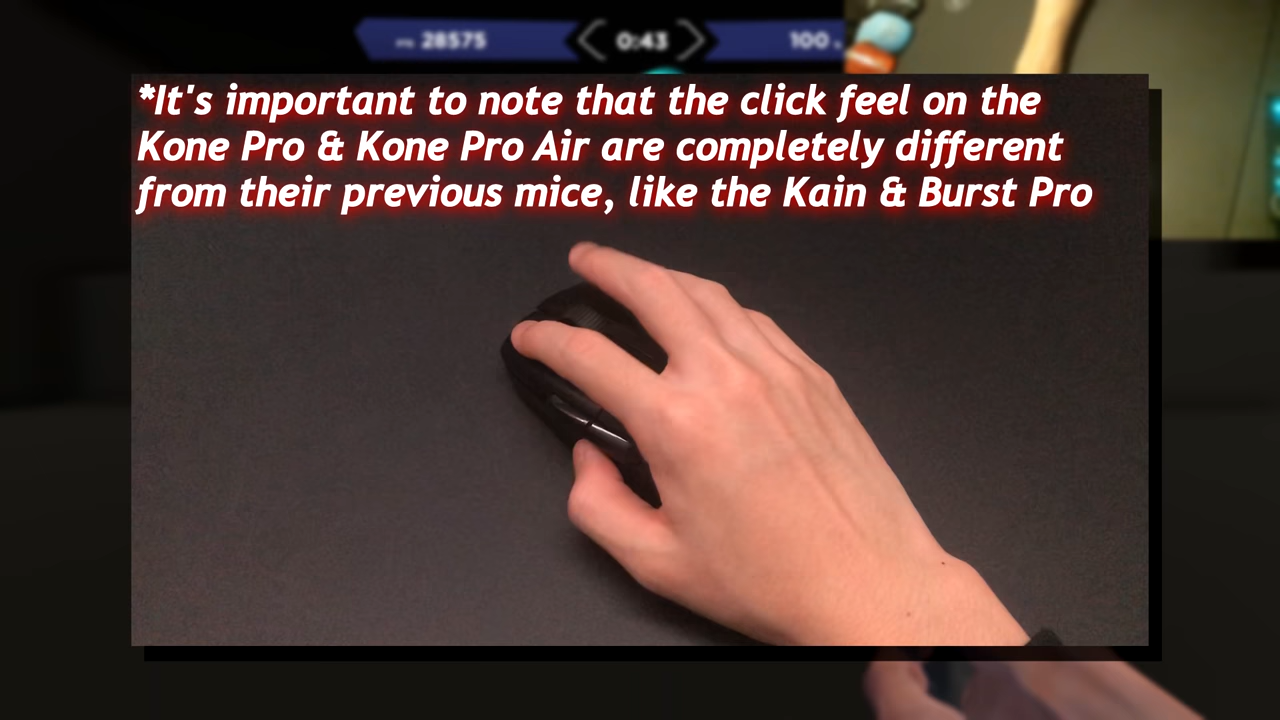 28575
0:43
100
*It's important to note that the click feel on the
Kone Pro & Kone Pro Air are completely different
from their previous mice, like the Kain & Burst Pro